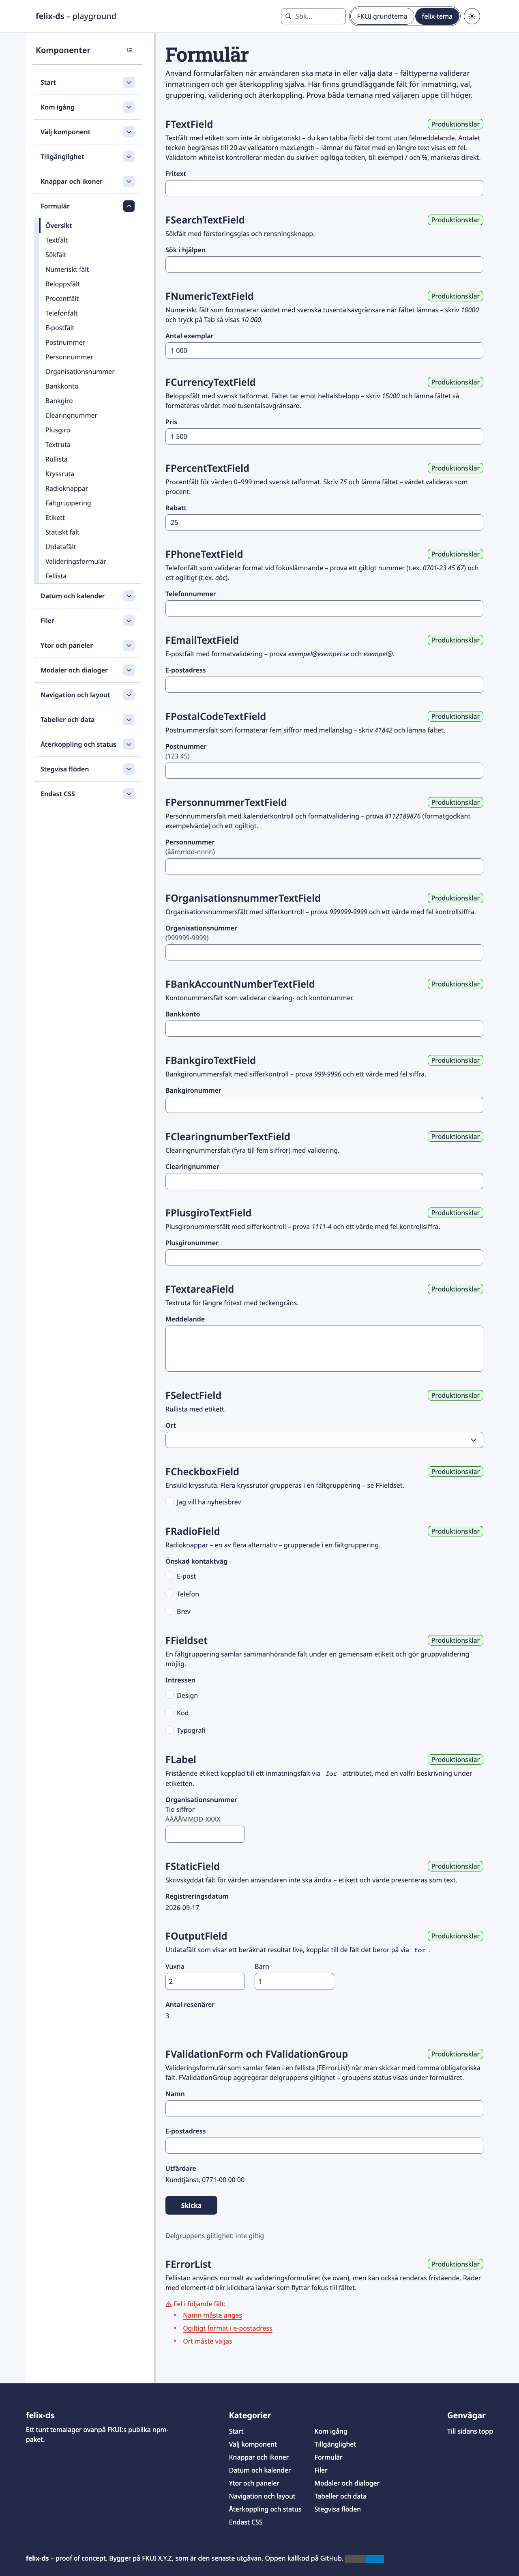 felix-ds – playground
Sök...
FKUI grundtema
felix-tema
Komponenter
Start
Kom igång
Välj komponent
Tillgänglighet
Knappar och ikoner
Formulär
Översikt
Textfält
Sökfält
Numeriskt fält
Beloppsfält
Procentfält
Telefonfält
E-postfält
Postnummer
Personnummer
Organisationsnummer
Bankkonto
Bankgiro
Clearingnummer
Plusgiro
Textruta
Rullista
Kryssruta
Radioknappar
Fältgruppering
Etikett
Statiskt fält
Utdatafält
Valideringsformulär
Fellista
Datum och kalender
Filer
Ytor och paneler
Modaler och dialoger
Navigation och layout
Tabeller och data
Återkoppling och status
Stegvisa flöden
Endast CSS
Formulär
Använd formulärfälten när användaren ska mata in eller välja data – fälttyperna validerar
inmatningen och ger återkoppling själva. Här finns grundläggande fält för inmatning, val,
gruppering, validering och återkoppling. Prova båda temana med väljaren uppe till höger.
FTextField
Produktionsklar
Textfält med etikett som inte är obligatoriskt – du kan tabba förbi det tomt utan felmeddelande. Antalet
tecken begränsas till 20 av validatorn maxLength – lämnar du fältet med en längre text visas ett fel.
Validatorn whitelist kontrollerar medan du skriver: ogiltiga tecken, till exempel / och %, markeras direkt.
Fritext
FSearchTextField
Produktionsklar
Sökfält med förstoringsglas och rensningsknapp.
Sök i hjälpen
FNumericTextField
Produktionsklar
Numeriskt fält som formaterar värdet med svenska tusentalsavgränsare när fältet lämnas – skriv 10000
och tryck på Tab så visas 10 000.
Antal exemplar
1 000
FCurrencyTextField
Produktionsklar
Beloppsfält med svensk talformat. Fältet tar emot heltalsbelopp – skriv 15000 och lämna fältet så
formateras värdet med tusentalsavgränsare.
Pris
1 500
FPercentTextField
Produktionsklar
Procentfält för värden 0–999 med svensk talformat. Skriv 75 och lämna fältet – värdet valideras som
procent.
Rabatt
25
FPhoneTextField
Produktionsklar
Telefonfält som validerar format vid fokuslämnande – prova ett giltigt nummer (t.ex. 0701-23 45 67) och
ett ogiltigt (t.ex. abc).
Telefonnummer
FEmailTextField
Produktionsklar
E-postfält med formatvalidering – prova exempel@exempel.se och exempel@.
E-postadress
FPostalCodeTextField
Produktionsklar
Postnummersfält som formaterar fem siffror med mellanslag – skriv 41842 och lämna fältet.
Postnummer
(123 45)
FPersonnummerTextField
Produktionsklar
Personnummersfält med kalenderkontroll och formatvalidering – prova 8112189876 (formatgodkänt
exempelvärde) och ett ogiltigt.
Personnummer
(ååmmdd-nnnn)
FOrganisationsnummerTextField
Produktionsklar
Organisationsnummersfält med sifferkontroll – prova 999999-9999 och ett värde med fel kontrollsiffra.
Organisationsnummer
(999999-9999)
FBankAccountNumberTextField
Produktionsklar
Kontonummersfält som validerar clearing- och kontonummer.
Bankkonto
FBankgiroTextField
Produktionsklar
Bankgironummersfält med sifferkontroll – prova 999-9996 och ett värde med fel siffra.
Bankgironummer
FClearingnumberTextField
Produktionsklar
Clearingnummersfält (fyra till fem siffror) med validering.
Clearingnummer
FPlusgiroTextField
Produktionsklar
Plusgironummersfält med sifferkontroll – prova 1111-4 och ett värde med fel kontrollsiffra.
Plusgironummer
FTextareaField
Produktionsklar
Textruta för längre fritext med teckengräns.
Meddelande
FSelectField
Produktionsklar
Rullista med etikett.
Ort
FCheckboxField
Produktionsklar
Enskild kryssruta. Flera kryssrutor grupperas i en fältgruppering – se FFieldset.
Jag vill ha nyhetsbrev
FRadioField
Produktionsklar
Radioknappar – en av flera alternativ – grupperade i en fältgruppering.
Önskad kontaktväg
E-post
Telefon
Brev
FFieldset
Produktionsklar
En fältgruppering samlar sammanhörande fält under en gemensam etikett och gör gruppvalidering
möjlig.
Intressen
Design
Kod
Typografi
FLabel
Produktionsklar
Fristående etikett kopplad till ett inmatningsfält via for -attributet, med en valfri beskrivning under
etiketten.
Organisationsnummer
Tio siffror
ÅÅÅÅMMDD-XXXX
FStaticField
Produktionsklar
Skrivskyddat fält för värden användaren inte ska ändra – etikett och värde presenteras som text.
Registreringsdatum
2026-09-17
FOutputField
Produktionsklar
Utdatafält som visar ett beräknat resultat live, kopplat till de fält det beror på via for .
Vuxna
Barn
2
1
Antal resenärer
3
FValidationForm och FValidationGroup
Produktionsklar
Valideringsformulär som samlar felen i en fellista (FErrorList) när man skickar med tomma obligatoriska
fält. FValidationGroup aggregerar delgruppens giltighet – groupens status visas under formuläret.
Namn
E-postadress
Utfärdare
Kundtjänst, 0771-00 00 00
Skicka
Delgruppens giltighet: inte giltig
FErrorList
Produktionsklar
Fellistan används normalt av valideringsformuläret (se ovan), men kan också renderas fristående. Rader
med element-id blir klickbara länkar som flyttar fokus till fältet.
Fel i följande fält:
• Namn måste anges
• Ogiltigt format i e-postadress
• Ort måste väljas
felix-ds
Ett tunt temalager ovanpå FKUI:s publika npm-
paket.
Kategorier
Start
Kom igång
Välj komponent
Tillgänglighet
Knappar och ikoner
Formulär
Datum och kalender
Filer
Ytor och paneler
Modaler och dialoger
Navigation och layout
Tabeller och data
Återkoppling och status
Stegvisa flöden
Endast CSS
Genvägar
Till sidans topp
felix-ds – proof of concept. Bygger på FKUI X.Y.Z, som är den senaste utgåvan. Öppen källkod på GitHub.